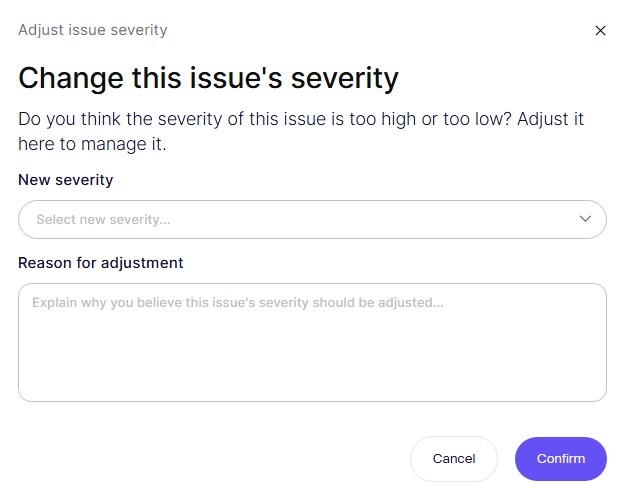 Adjust issue severity
Change this issue's severity
Do you think the severity of this issue is too high or too low? Adjust it
here to manage it.
New severity
Select new severity...
Reason for adjustment
Explain why you believe this issue's severity should be adjusted...
Cancel
Confirm